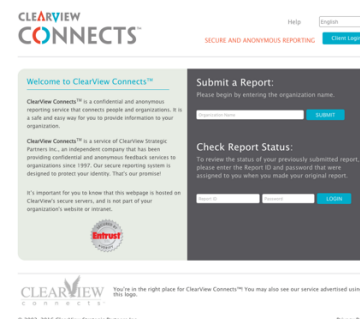 CLEARVIEW
CONNECTS™
Help
English
SECURE AND ANONYMOUS REPORTING.
Client Login
Welcome to ClearView Connects™
ClearView Connects™ is a confidential and anonymous
reporting service that connects people and organizations. It is
a safe and easy way for you to provide information to your
organization.
ClearView Connects™ is a service of ClearView Strategic
Partners Inc., an independent company that has been
providing confidential and anonymous feedback services to
organizations since 1997. Our secure reporting system is
designed to protect your identity. That's our promise!
It's important for you to know that this webpage is hosted on
ClearView's secure servers, and is not part of your
organization's website or intranet.
Entrust
Submit a Report:
Please begin by entering the organization name.
Organization Name
SUBMIT
Check Report Status:
To review the status of your previously submitted report,
please enter the Report ID and password that were
assigned to you when you made your original report.
Report ID
Password
LOGIN
CLEARVIEW
connects
You're in the right place for ClearView Connects™! You may also see our service advertised using
this logo.